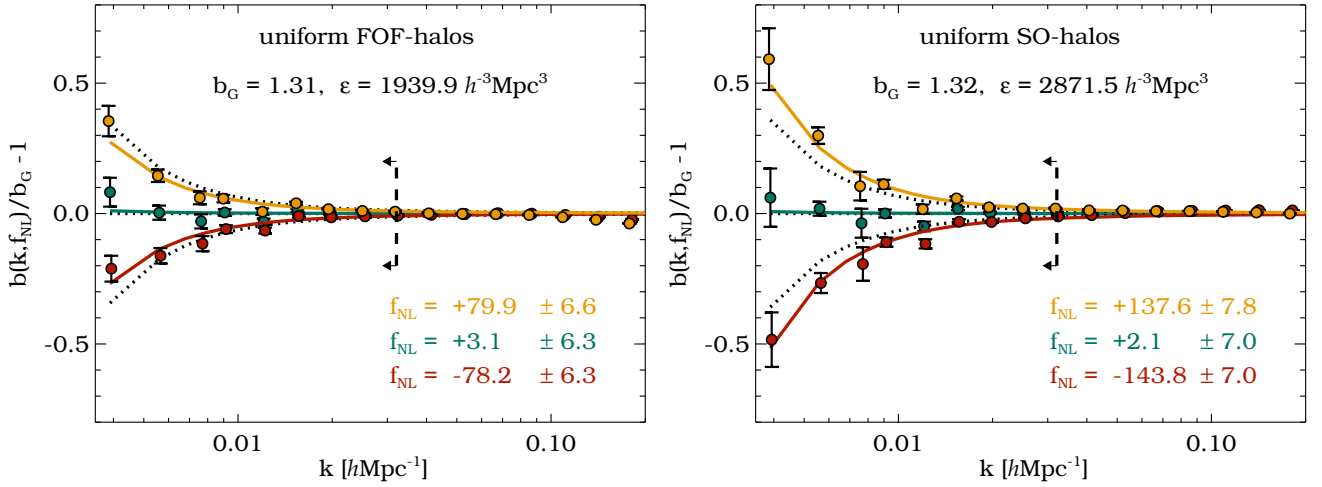 uniform FOF-halos
b_G = 1.31, ε = 1939.9 h⁻³Mpc³
b(k,f_NL)/b_G -1
0.5
0.0
-0.5
f_NL = +79.9 ± 6.6
f_NL = +3.1 ± 6.3
f_NL = -78.2 ± 6.3
0.01 0.10
k [hMpc⁻¹]
uniform SO-halos
b_G = 1.32, ε = 2871.5 h⁻³Mpc³
b(k,f_NL)/b_G -1
0.5
0.0
-0.5
f_NL = +137.6 ± 7.8
f_NL = +2.1 ± 7.0
f_NL = -143.8 ± 7.0
0.01 0.10
k [hMpc⁻¹]